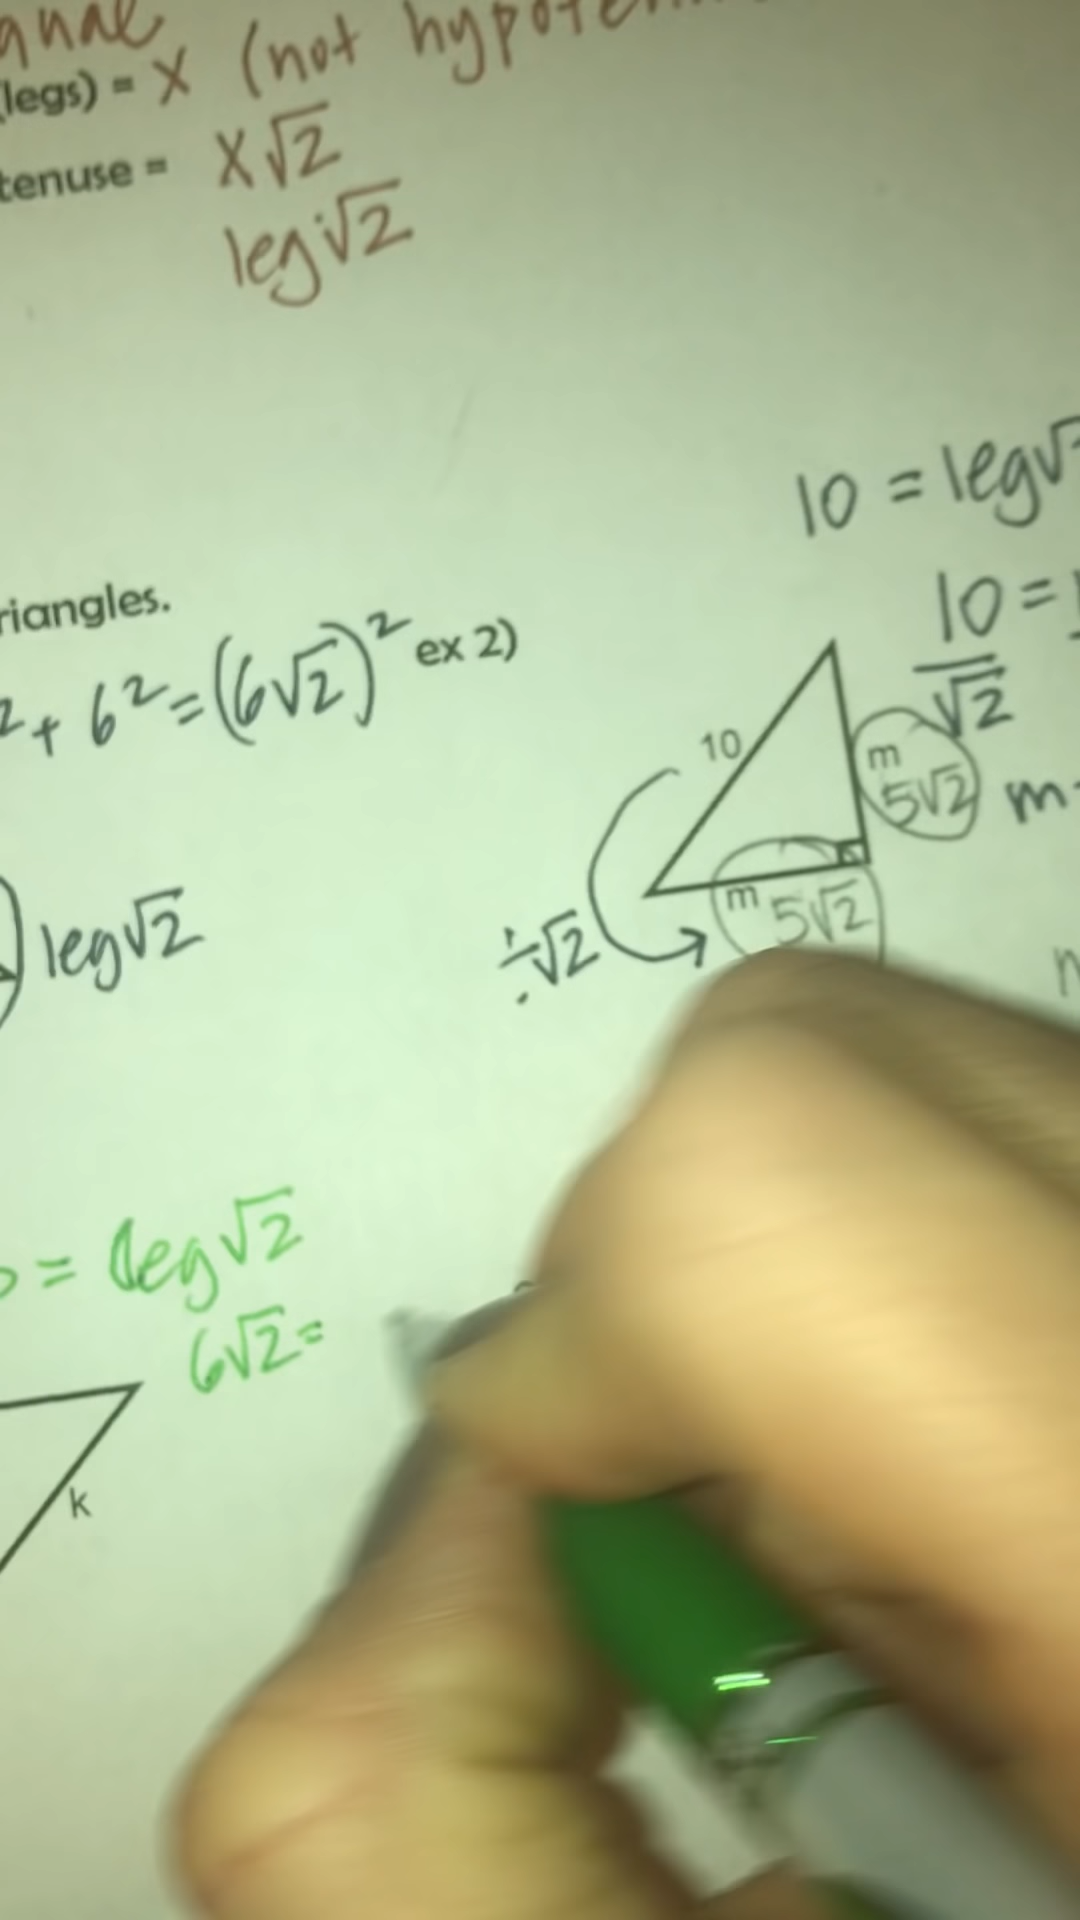 (legs) = x (not
tenuse = x√2
leg√2
10 = leg√
riangles.
10 =
√2
² + 6² = (6√2)² ex 2)
10
m
5√2
m
m
5√2
leg√2
÷√2
= leg√2
6√2=
k